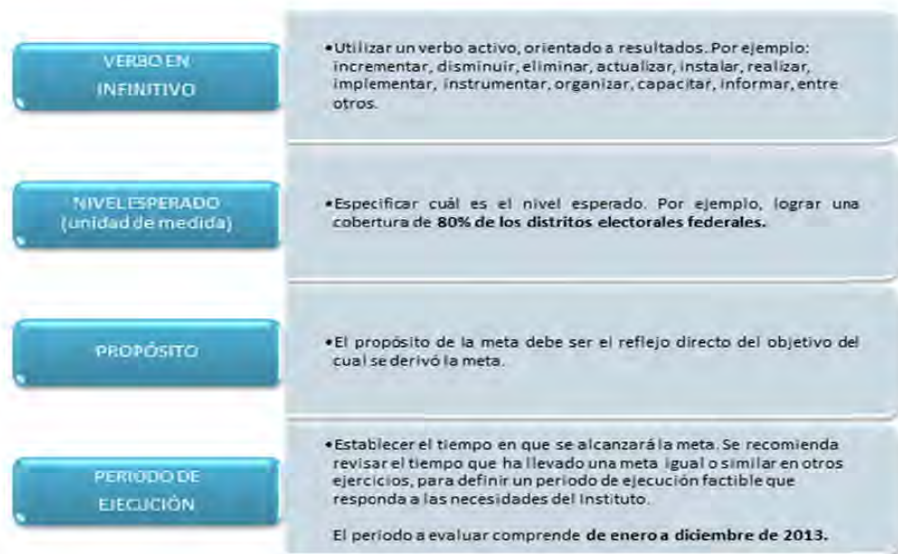 VERBO EN
INFINITIVO
•Utilizar un verbo activo, orientado a resultados. Por ejemplo:
incrementar, disminuir, eliminar, actualizar, instalar, realizar,
implementar, instrumentar, organizar, capacitar, informar, entre
otros.
NIVEL ESPERADO
(unidad de medida)
•Especificar cuál es el nivel esperado. Por ejemplo, lograr una
cobertura de 80% de los distritos electorales federales.
PROPÓSITO
•El propósito de la meta debe ser el reflejo directo del objetivo del
cual se derivó la meta.
PERIODO DE
EJECUCIÓN
•Establecer el tiempo en que se alcanzará la meta. Se recomienda
revisar el tiempo que ha llevado una meta igual o similar en otros
ejercicios, para definir un periodo de ejecución factible que
responda a las necesidades del Instituto.
El periodo a evaluar comprende de enero a diciembre de 2013.